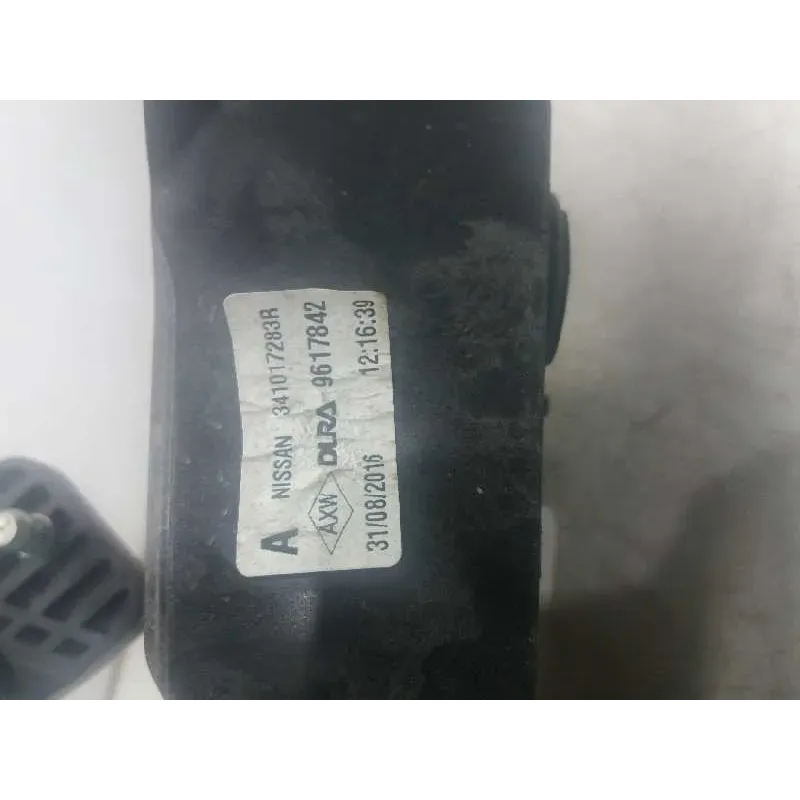 A NISSAN 341017283R
AXW DURA 9617842
31/08/2016 12:16:39